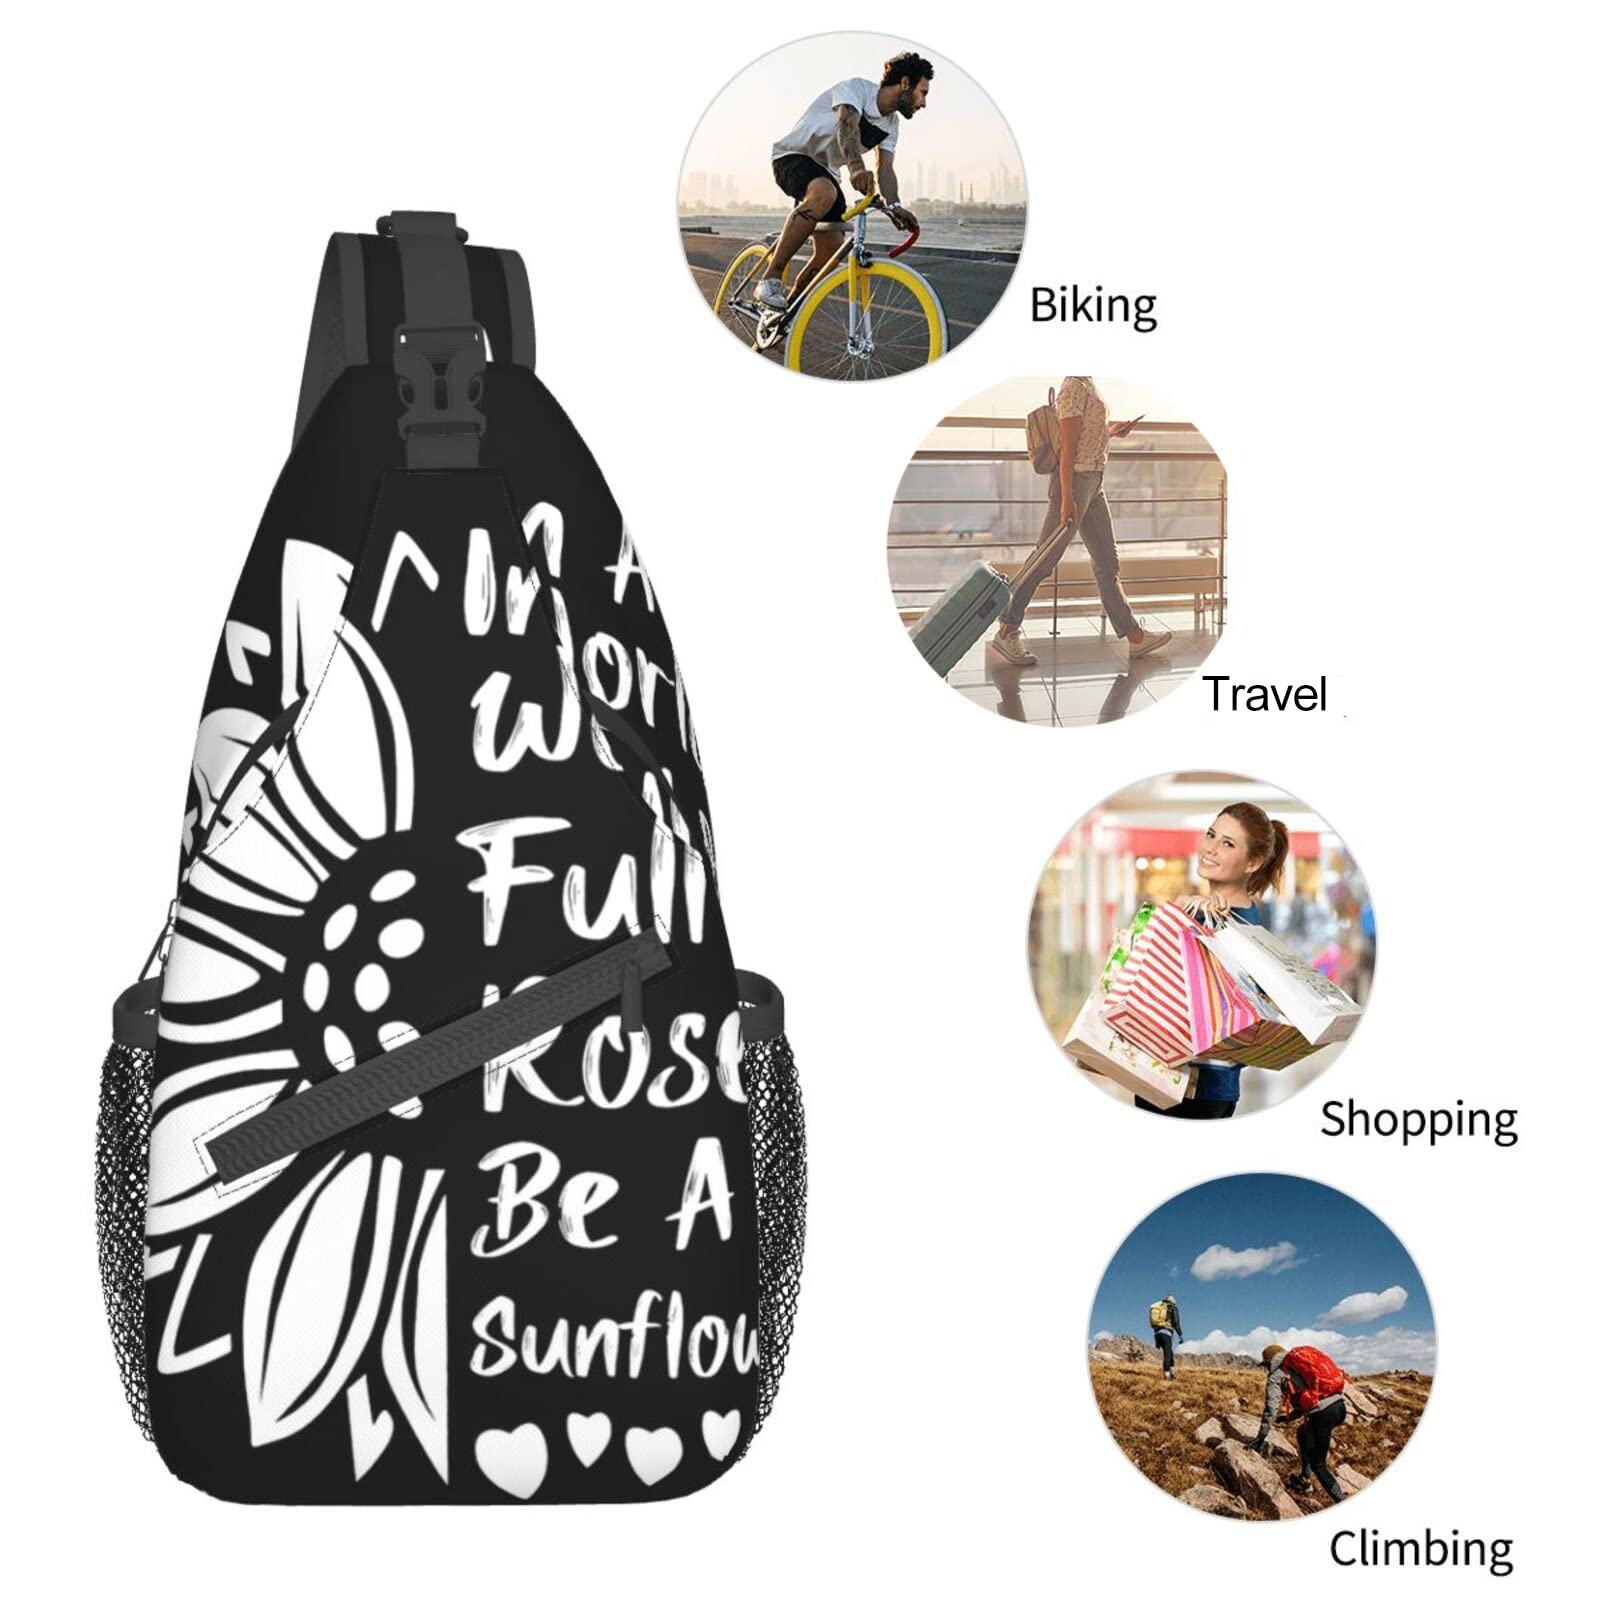 In A
Worl
Full
Rose
Be A
Sunflow
Biking
Travel
Shopping
Climbing